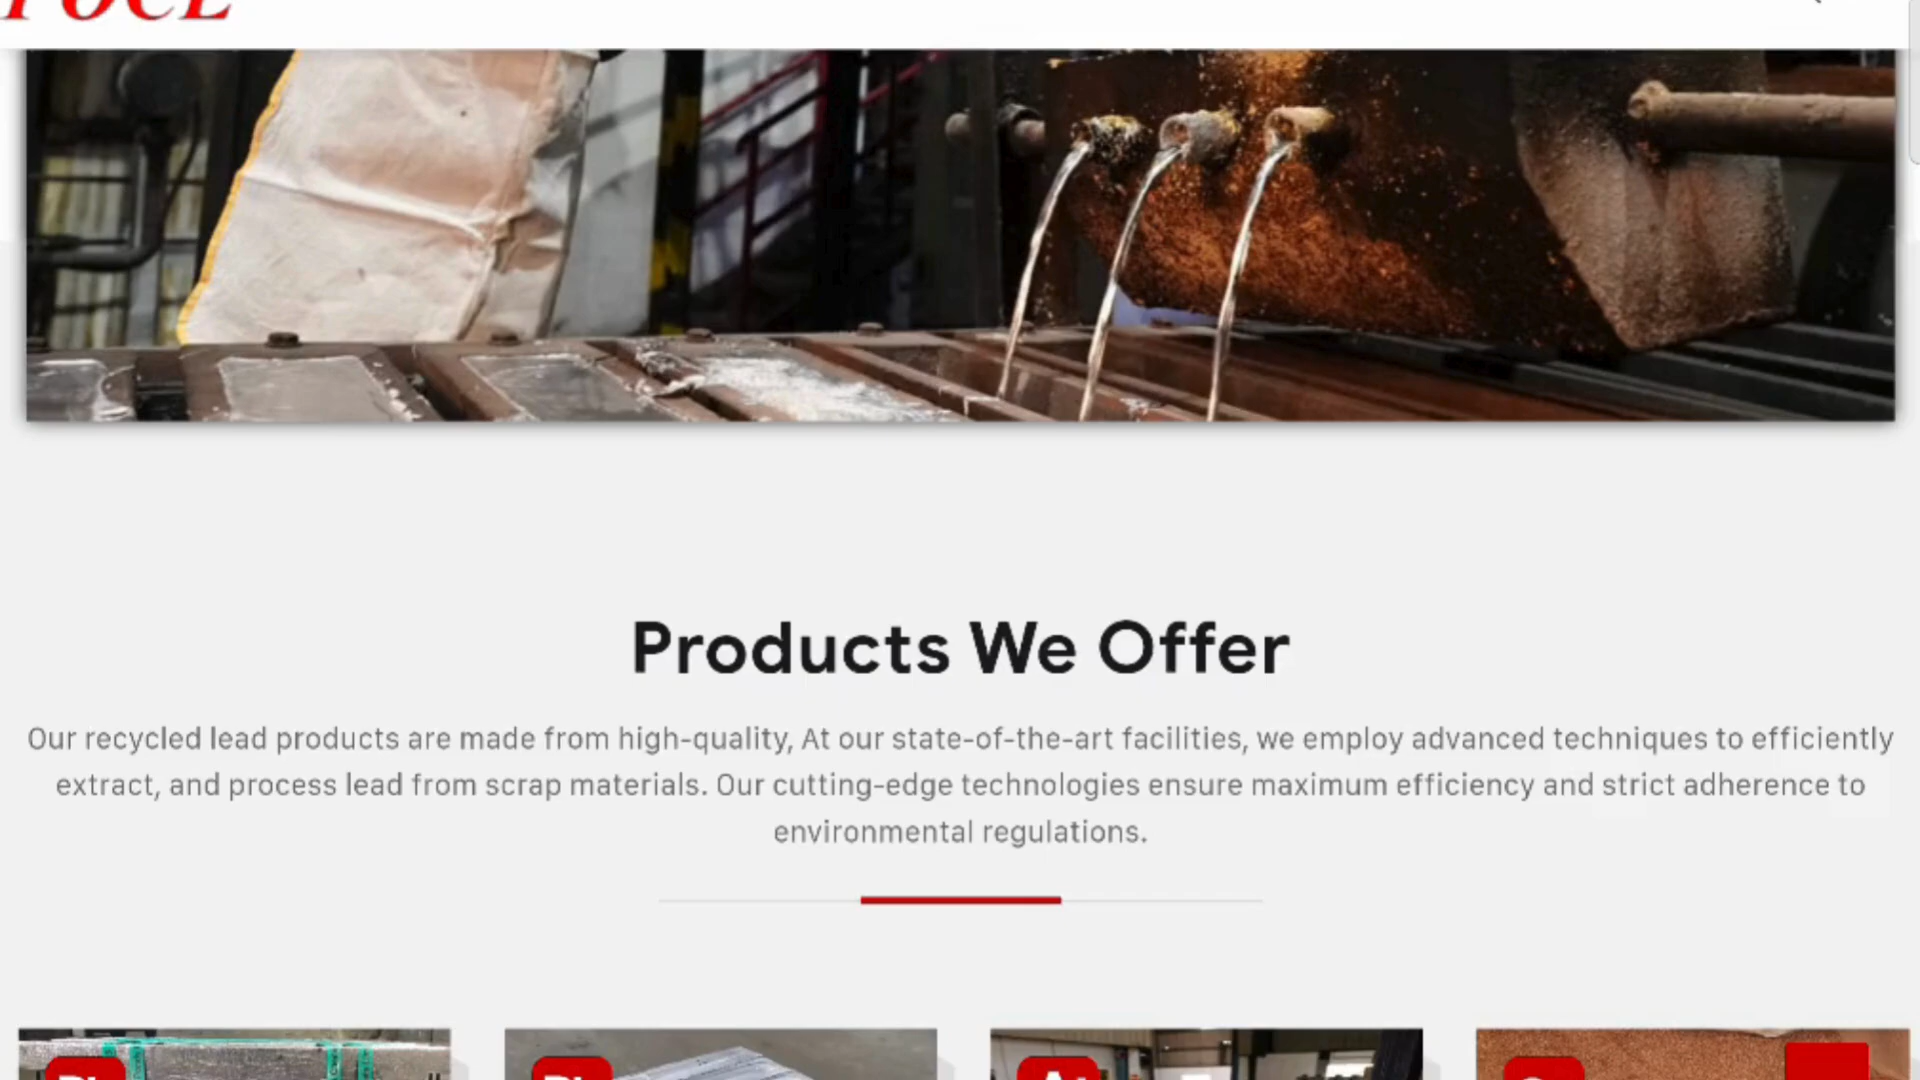 POCL
Products We Offer
Our recycled lead products are made from high-quality, At our state-of-the-art facilities, we employ advanced techniques to efficiently
extract, and process lead from scrap materials. Our cutting-edge technologies ensure maximum efficiency and strict adherence to
environmental regulations.